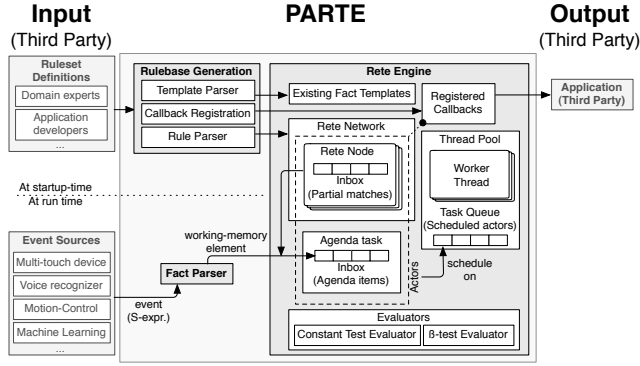 Input
(Third Party)
PARTE
Output
(Third Party)
Ruleset
Definitions
Domain experts
Application
developers
...
Rulebase Generation
Template Parser
Callback Registration
Rule Parser
Rete Engine
Existing Fact Templates
Registered
Callbacks
Application
(Third Party)
Rete Network
Rete Node
Inbox
(Partial matches)
Thread Pool
Worker
Thread
Task Queue
(Scheduled actors)
At startup-time
At run time
Event Sources
Multi-touch device
Voice recognizer
Motion-Control
Machine Learning
...
event
(S-expr.)
Fact Parser
working-memory
element
Agenda task
Inbox
(Agenda items)
Actors
schedule
on
Evaluators
Constant Test Evaluator
ß-test Evaluator